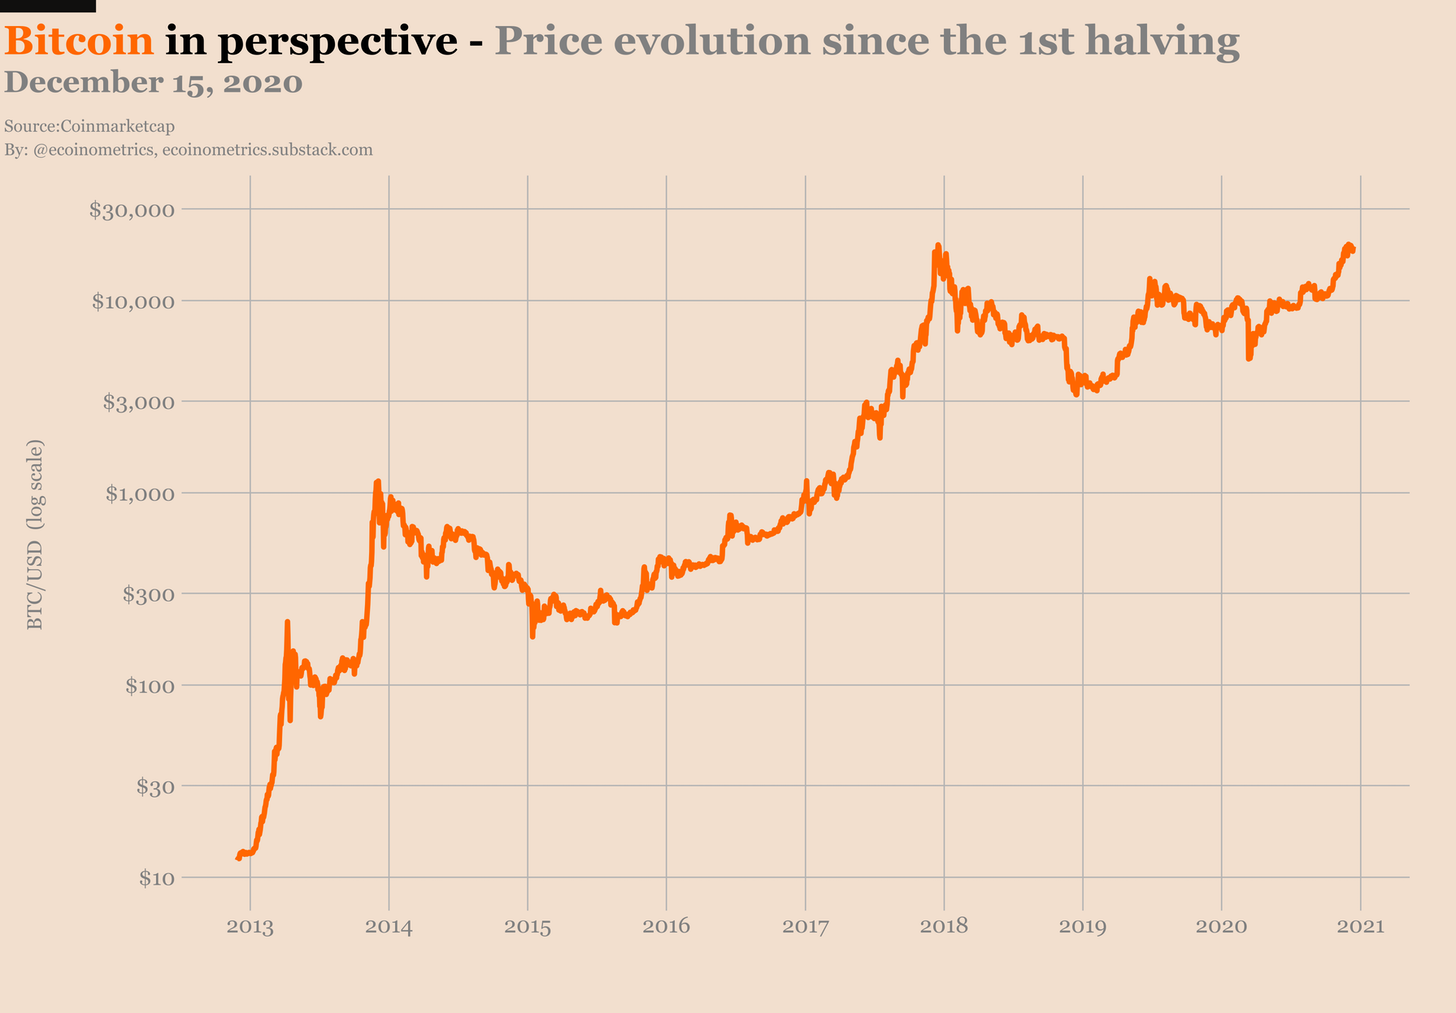 Bitcoin in perspective - Price evolution since the 1st halving
December 15, 2020
Source:Coinmarketcap
By: @ecoinometrics, ecoinometrics.substack.com
$30,000
$10,000
$3,000
$1,000
$300
$100
$30
$10
BTC/USD (log scale)
2013 2014 2015 2016 2017 2018 2019 2020 2021